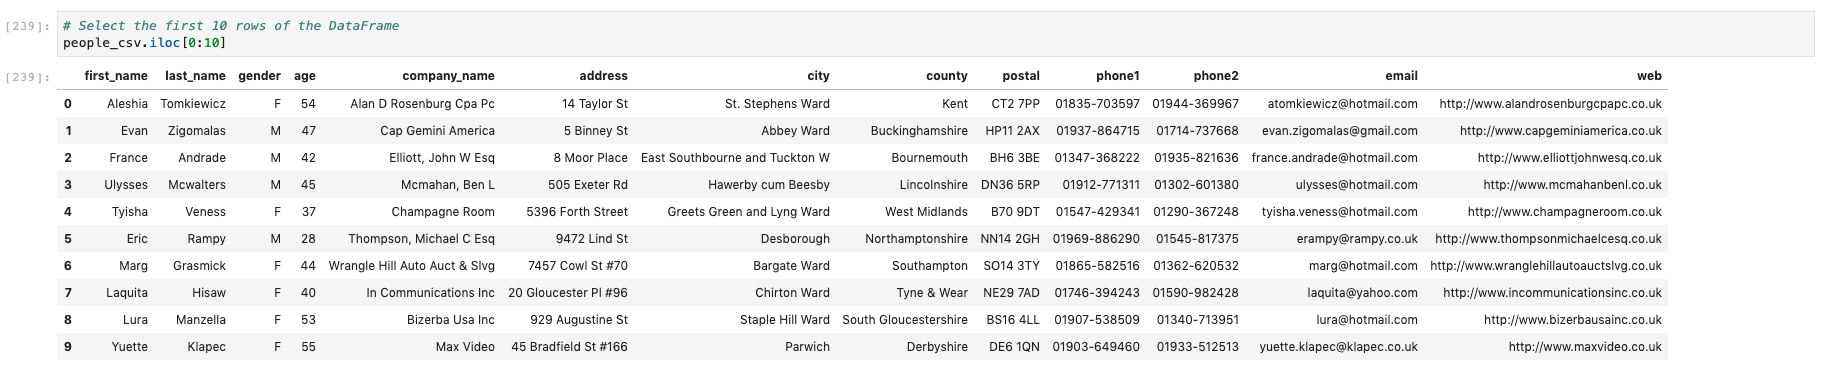 [239]: # Select the first 10 rows of the DataFrame
people_csv.iloc[0:10]
[239]: first_name last_name gender age company_name address city county postal phone1 phone2 email web
0 Aleshia Tomkiewicz F 54 Alan D Rosenburg Cpa Pc 14 Taylor St St. Stephens Ward Kent CT2 7PP 01835-703597 01944-369967 atomkiewicz@hotmail.com http://www.alandrosenburgcpapc.co.uk
1 Evan Zigomalas M 47 Cap Gemini America 5 Binney St Abbey Ward Buckinghamshire HP11 2AX 01937-864715 01714-737668 evan.zigomalas@gmail.com http://www.capgeminiamerica.co.uk
2 France Andrade M 42 Elliott, John W Esq 8 Moor Place East Southbourne and Tuckton W Bournemouth BH6 3BE 01347-368222 01935-821636 france.andrade@hotmail.com http://www.elliottjohnwesq.co.uk
3 Ulysses Mcwalters M 45 Mcmahan, Ben L 505 Exeter Rd Hawerby cum Beesby Lincolnshire DN36 5RP 01912-771311 01302-601380 ulysses@hotmail.com http://www.mcmahanbenl.co.uk
4 Tyisha Veness F 37 Champagne Room 5396 Forth Street Greets Green and Lyng Ward West Midlands B70 9DT 01547-429341 01290-367248 tyisha.veness@hotmail.com http://www.champagneroom.co.uk
5 Eric Rampy M 28 Thompson, Michael C Esq 9472 Lind St Desborough Northamptonshire NN14 2GH 01969-886290 01545-817375 erampy@rampy.co.uk http://www.thompsonmichaelcesq.co.uk
6 Marg Grasmick F 44 Wrangle Hill Auto Auct & Slvg 7457 Cowl St #70 Bargate Ward Southampton SO14 3TY 01865-582516 01362-620532 marg@hotmail.com http://www.wranglehillautoauctslvg.co.uk
7 Laquita Hisaw F 40 In Communications Inc 20 Gloucester Pl #96 Chirton Ward Tyne & Wear NE29 7AD 01746-394243 01590-982428 laquita@yahoo.com http://www.incommunicationsinc.co.uk
8 Lura Manzella F 53 Bizerba Usa Inc 929 Augustine St Staple Hill Ward South Gloucestershire BS16 4LL 01907-538509 01340-713951 lura@hotmail.com http://www.bizerbausainc.co.uk
9 Yuette Klapec F 55 Max Video 45 Bradfield St #166 Parwich Derbyshire DE6 1QN 01903-649460 01933-512513 yuette.klapec@klapec.co.uk http://www.maxvideo.co.uk